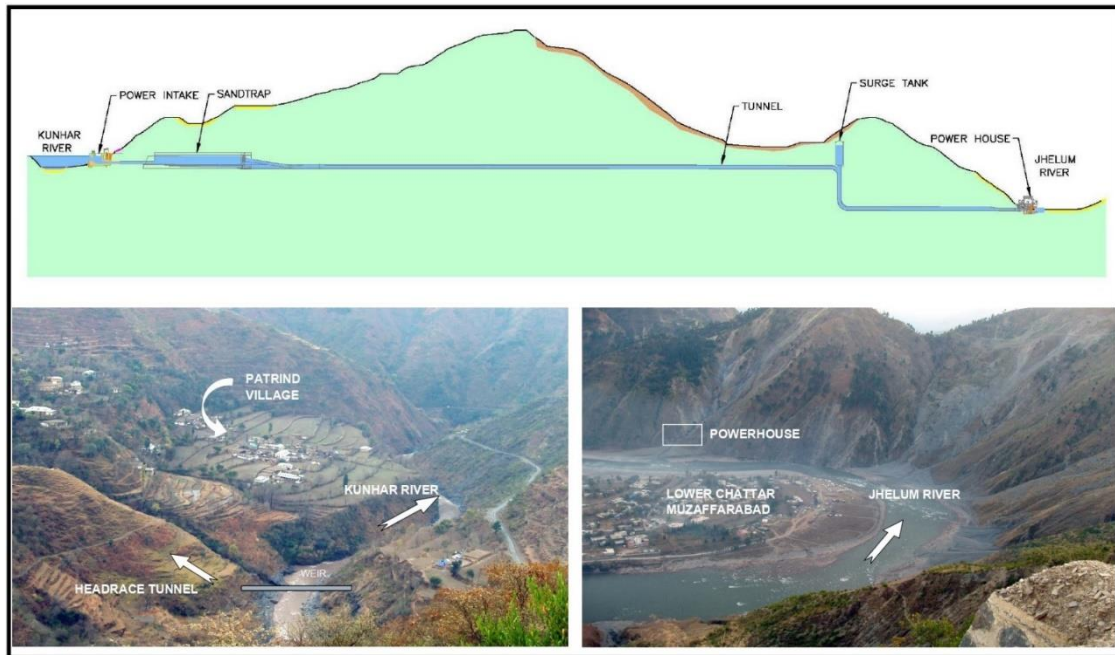 POWER INTAKE
SANDTRAP
KUNHAR
RIVER
TUNNEL
SURGE TANK
POWER HOUSE
JHELUM
RIVER
PATRIND
VILLAGE
KUNHAR RIVER
HEADRACE TUNNEL
WEIR
POWERHOUSE
LOWER CHATTAR
MUZAFFARABAD
JHELUM RIVER